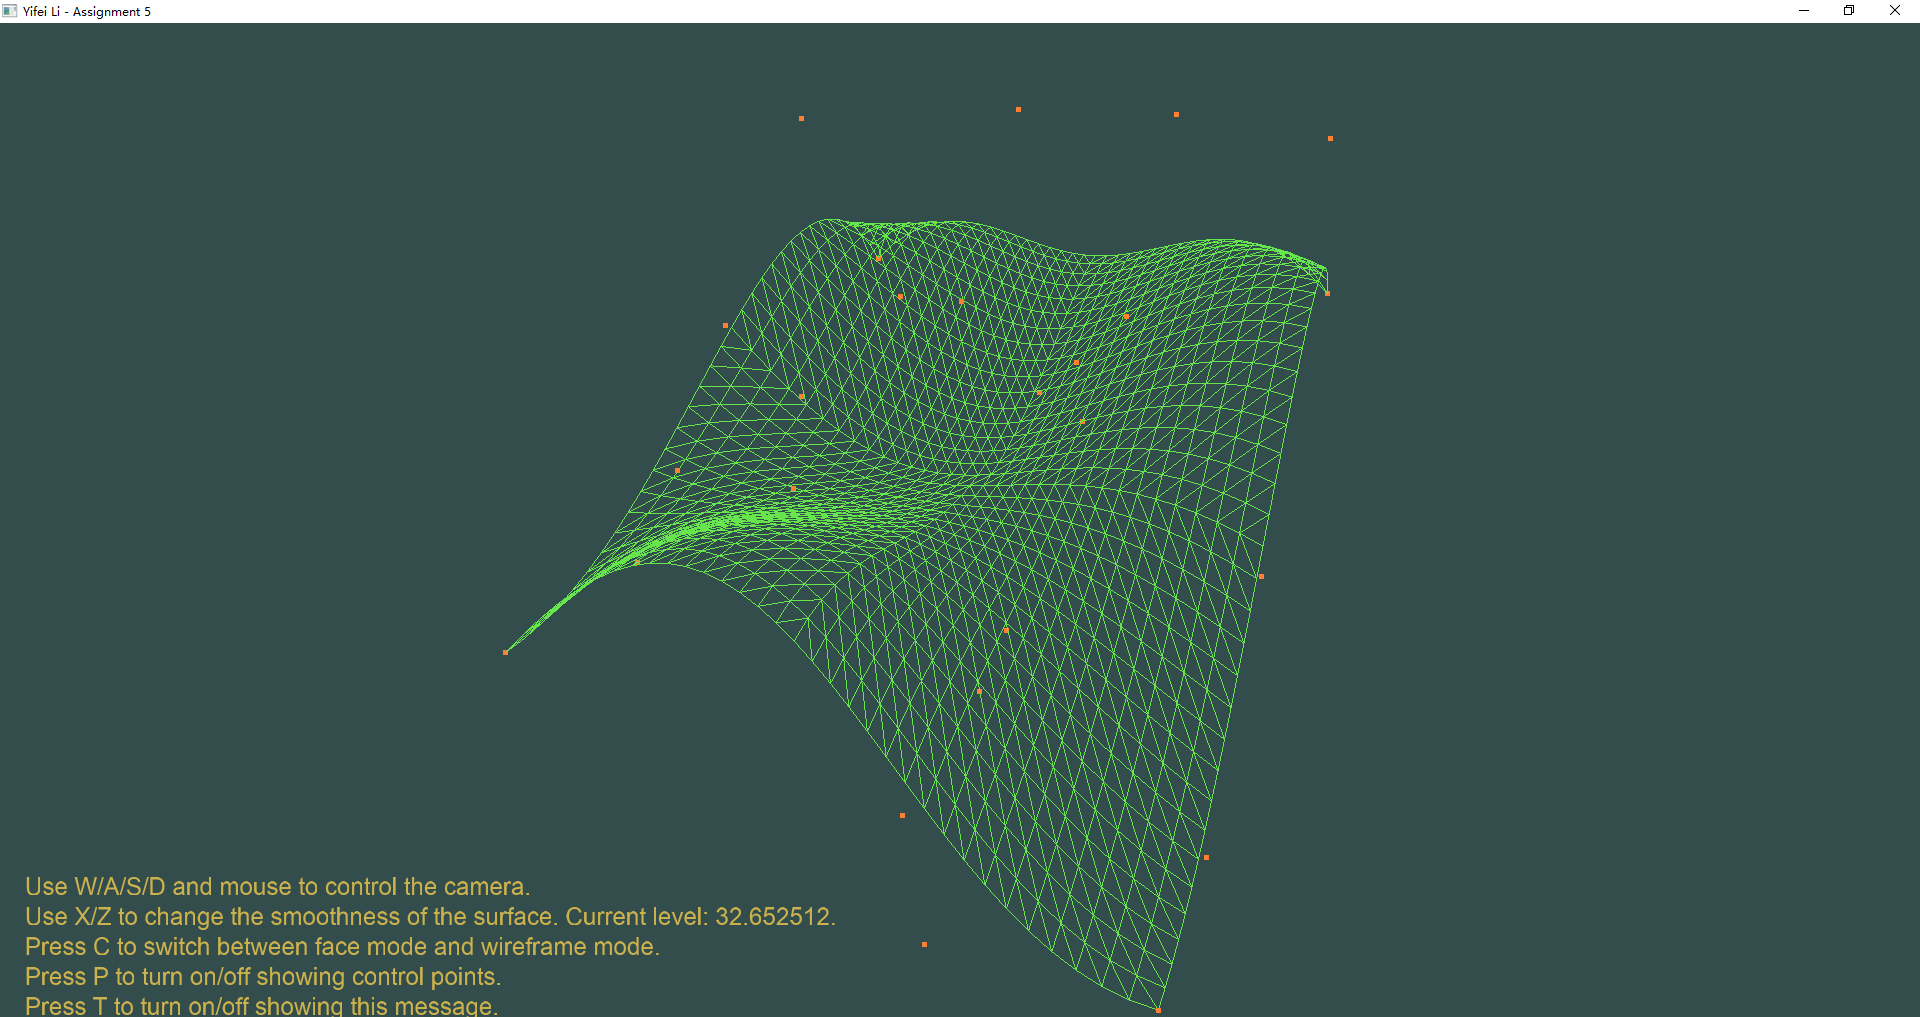 Yifei Li - Assignment 5
Use W/A/S/D and mouse to control the camera.
Use X/Z to change the smoothness of the surface. Current level: 32.652512.
Press C to switch between face mode and wireframe mode.
Press P to turn on/off showing control points.
Press T to turn on/off showing this message.